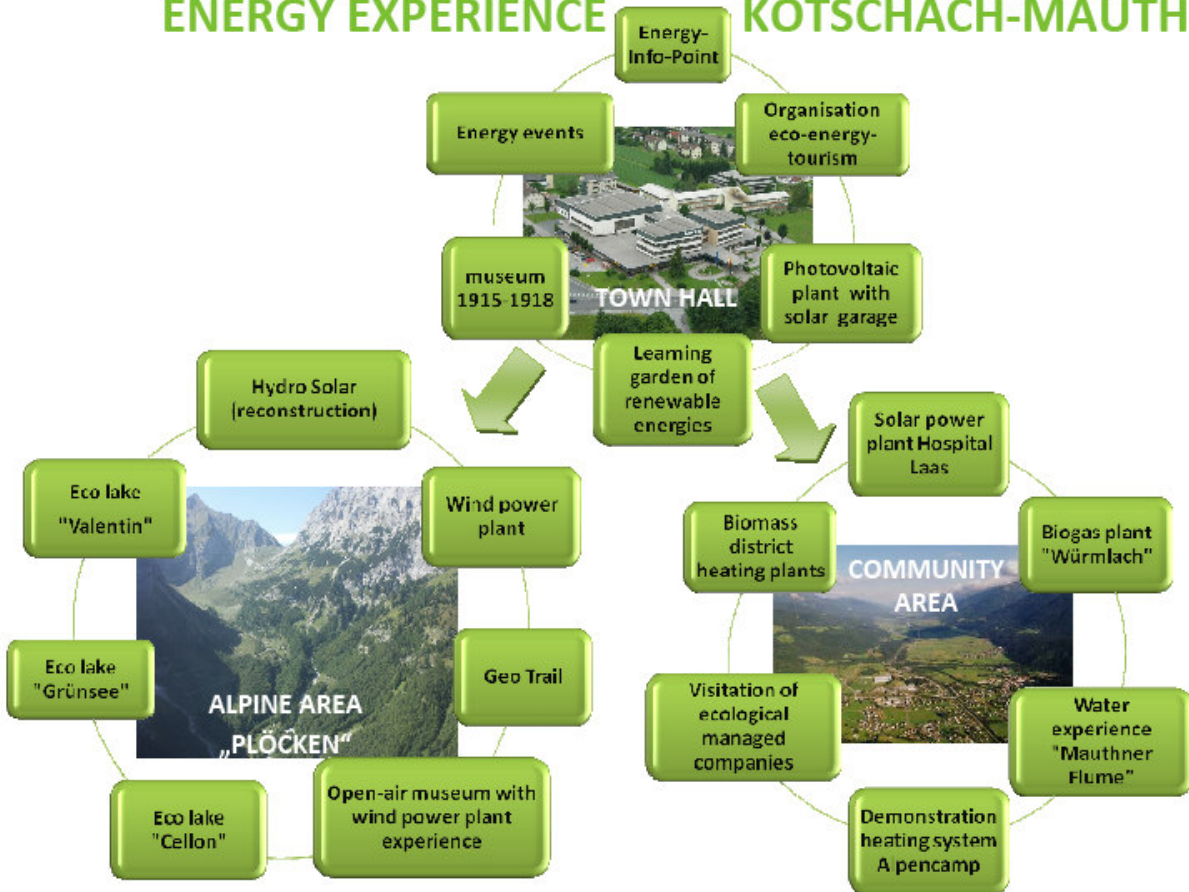 ENERGY EXPERIENCE KÖTSCHACH-MAUTH
Energy-
Info-Point
Energy events
Organisation
eco-energy-
tourism
museum
1915-1918
TOWN HALL
Photovoltaic
plant with
solar garage
Learning
garden of
renewable
energies
Hydro Solar
(reconstruction)
Eco lake
"Valentin"
Wind power
plant
Eco lake
"Grünsee"
Geo Trail
ALPINE AREA
„PLÖCKEN“
Eco lake
"Cellon"
Open-air museum with
wind power plant
experience
Solar power
plant Hospital
Laas
Biomass
district
heating plants
Biogas plant
"Würmlach"
COMMUNITY
AREA
Visitation of
ecological
managed
companies
Water
experience
"Mauthner
Flume"
Demonstration
heating system
Alpencamp